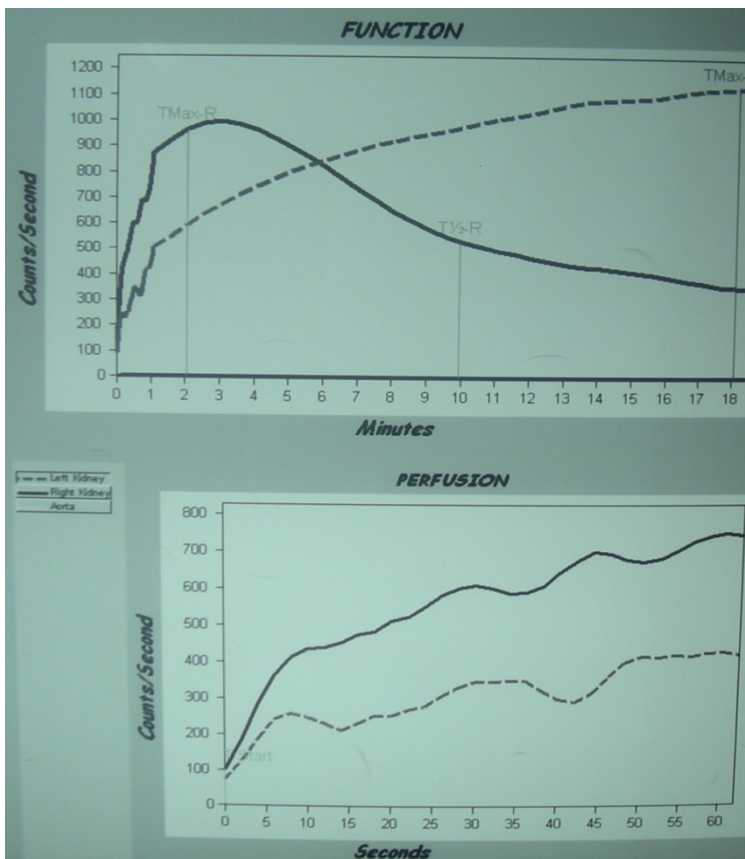 FUNCTION
Counts/Second
1200
1100
1000
900
800
700
600
500
400
300
200
100
0
TMax-R
T½-R
TMax-
0 1 2 3 4 5 6 7 8 9 10 11 12 13 14 15 16 17 18
Minutes
Left Kidney
Right Kidney
Aorta
PERFUSION
Counts/Second
800
700
600
500
400
300
200
100
0
0 5 10 15 20 25 30 35 40 45 50 55 60
Seconds